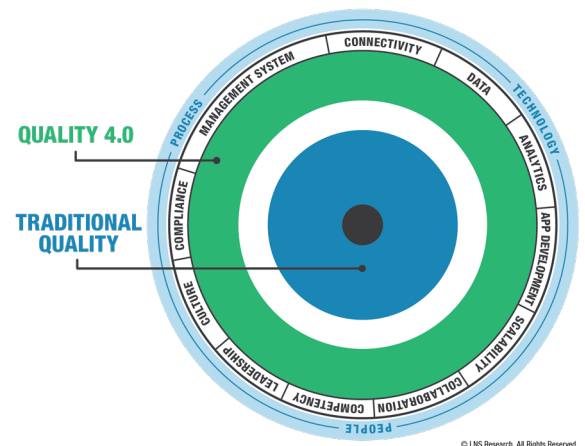 QUALITY 4.0
TRADITIONAL
QUALITY
PROCESS
TECHNOLOGY
PEOPLE
MANAGEMENT SYSTEM
CONNECTIVITY
DATA
ANALYTICS
APP DEVELOPMENT
SCALABILITY
COLLABORATION
COMPETENCY
LEADERSHIP
CULTURE
COMPLIANCE
© LNS Research. All Rights Reserved.